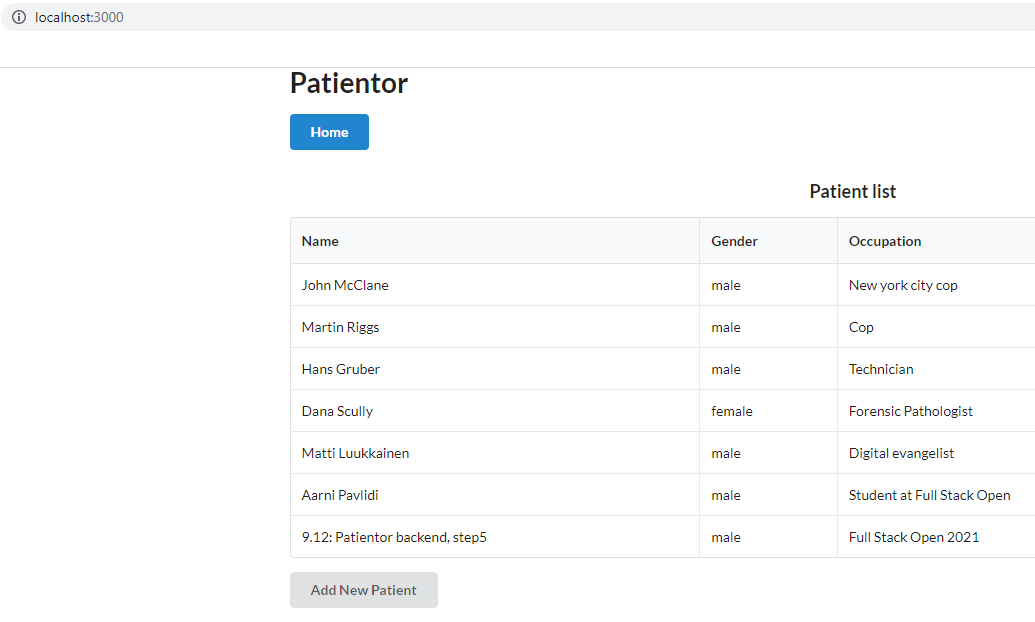 localhost:3000
Patientor
Home
Patient list
Name Gender Occupation
John McClane male New york city cop
Martin Riggs male Cop
Hans Gruber male Technician
Dana Scully female Forensic Pathologist
Matti Luukkainen male Digital evangelist
Aarni Pavlidi male Student at Full Stack Open
9.12: Patientor backend, step5 male Full Stack Open 2021
Add New Patient